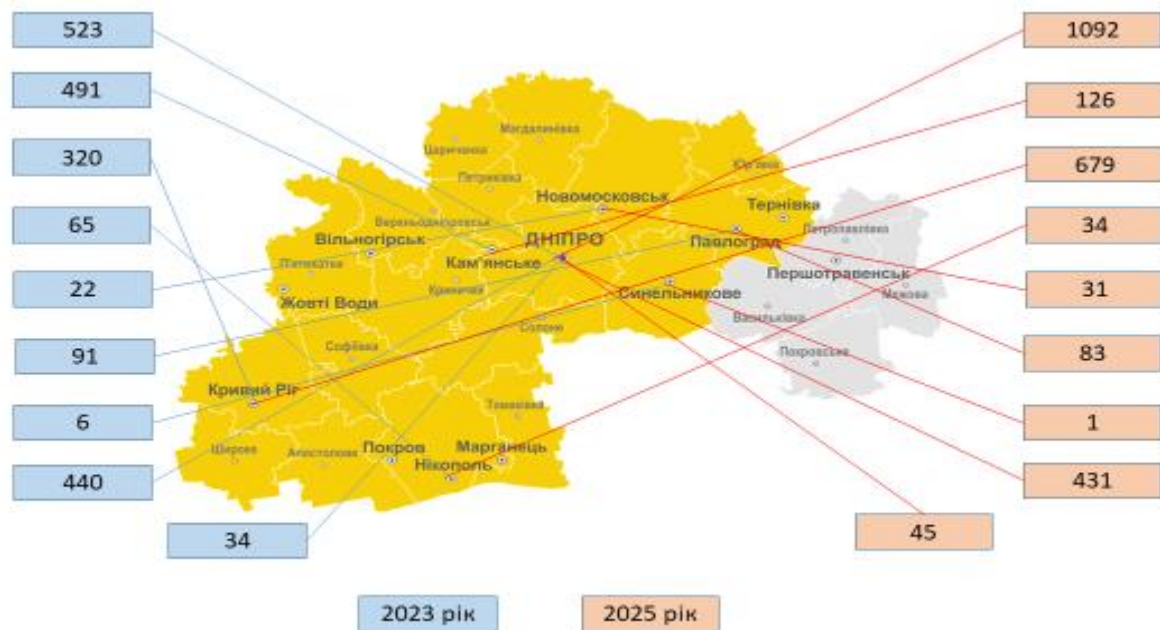 523
491
320
65
22
91
6
440
34
1092
126
679
34
31
83
1
431
45
Магдалинівка
Царичанка
Юр'ївка
Петриківка
Новомосковськ
Тернівка
Верхньодніпровськ
Петропавлівка
Вільногірськ
ДНІПРО
Павлоград
Кам'янське
П'ятихатки
Першотравенськ
Кринички
Синельникове
Межова
Жовті Води
Васильківка
Солоне
Софіївка
Покровське
Кривий Ріг
Томаківка
Широке
Апостолове
Покров
Марганець
Нікополь
2023 рік
2025 рік